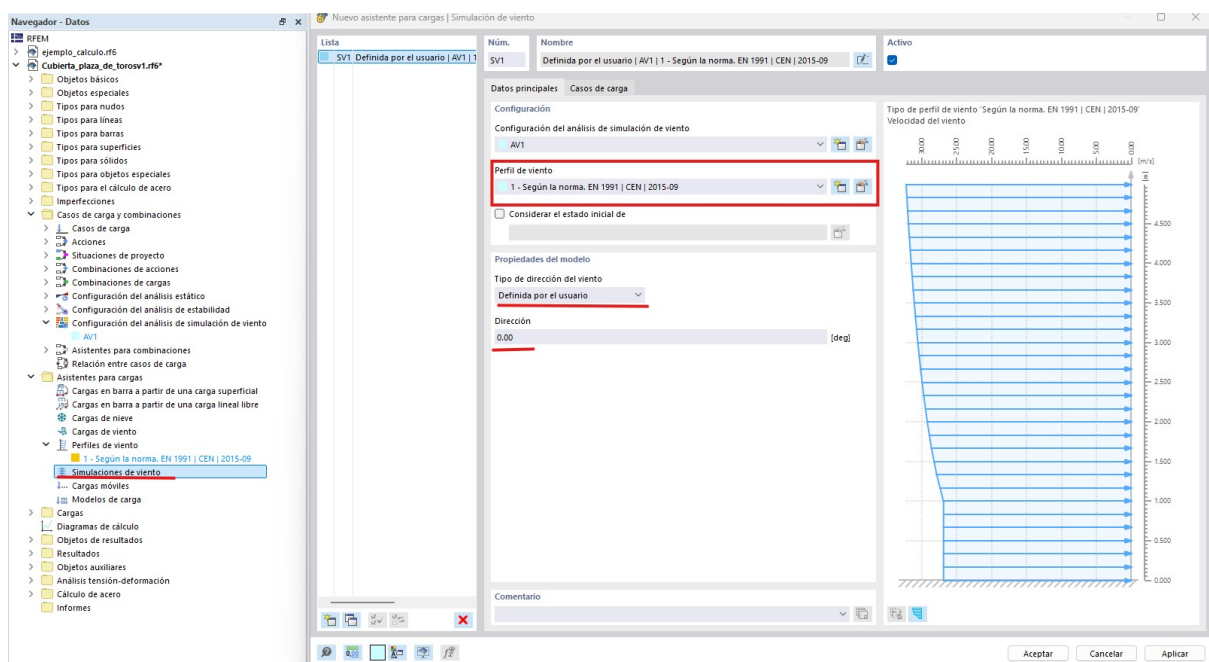 Navegador - Datos
RFEM
ejemplo_calculo.rf6
Cubierta_plaza_de_torosv1.rf6*
Objetos básicos
Objetos especiales
Tipos para nudos
Tipos para líneas
Tipos para barras
Tipos para superficies
Tipos para sólidos
Tipos para objetos especiales
Tipos para el cálculo de acero
Imperfecciones
Casos de carga y combinaciones
Casos de carga
Acciones
Situaciones de proyecto
Combinaciones de acciones
Combinaciones de cargas
Configuración del análisis estático
Configuración del análisis de estabilidad
Configuración del análisis de simulación de viento
AV1
Asistentes para combinaciones
Relación entre casos de carga
Asistentes para cargas
Cargas en barra a partir de una carga superficial
Cargas en barra a partir de una carga lineal libre
Cargas de nieve
Cargas de viento
Perfiles de viento
1 - Según la norma. EN 1991 | CEN | 2015-09
Simulaciones de viento
Cargas móviles
Modelos de carga
Cargas
Diagramas de cálculo
Objetos de resultados
Resultados
Objetos auxiliares
Análisis tensión-deformación
Cálculo de acero
Informes
Nuevo asistente para cargas | Simulación de viento
Lista
SV1 Definida por el usuario | AV1 | 1
Núm.
SV1
Nombre
Definida por el usuario | AV1 | 1 - Según la norma. EN 1991 | CEN | 2015-09
Activo
Datos principales Casos de carga
Configuración
Configuración del análisis de simulación de viento
AV1
Perfil de viento
1 - Según la norma. EN 1991 | CEN | 2015-09
Considerar el estado inicial de
Propiedades del modelo
Tipo de dirección del viento
Definida por el usuario
Dirección
0.00 [deg]
Comentario
Tipo de perfil de viento 'Según la norma. EN 1991 | CEN | 2015-09'
Velocidad del viento
30.00 25.00 20.00 15.00 10.00 5.00 0.00
[m/s]
[m]
4.500
4.000
3.500
3.000
2.500
2.000
1.500
1.000
0.500
0.000
Aceptar Cancelar Aplicar